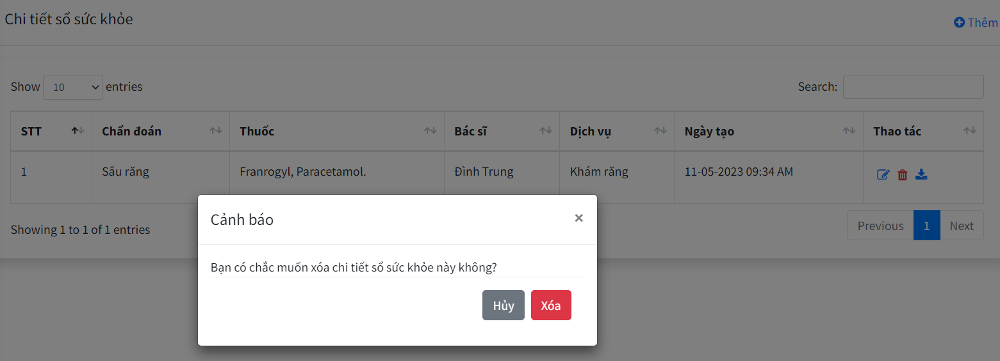 Chi tiết sổ sức khỏe
Thêm
Show 10 entries
Search:
STT Chẩn đoán Thuốc Bác sĩ Dịch vụ Ngày tạo Thao tác
1 Sâu răng Franrogyl, Paracetamol. Đình Trung Khám răng 11-05-2023 09:34 AM
Showing 1 to 1 of 1 entries
Previous 1 Next
Cảnh báo ×
Bạn có chắc muốn xóa chi tiết sổ sức khỏe này không?
Hủy Xóa